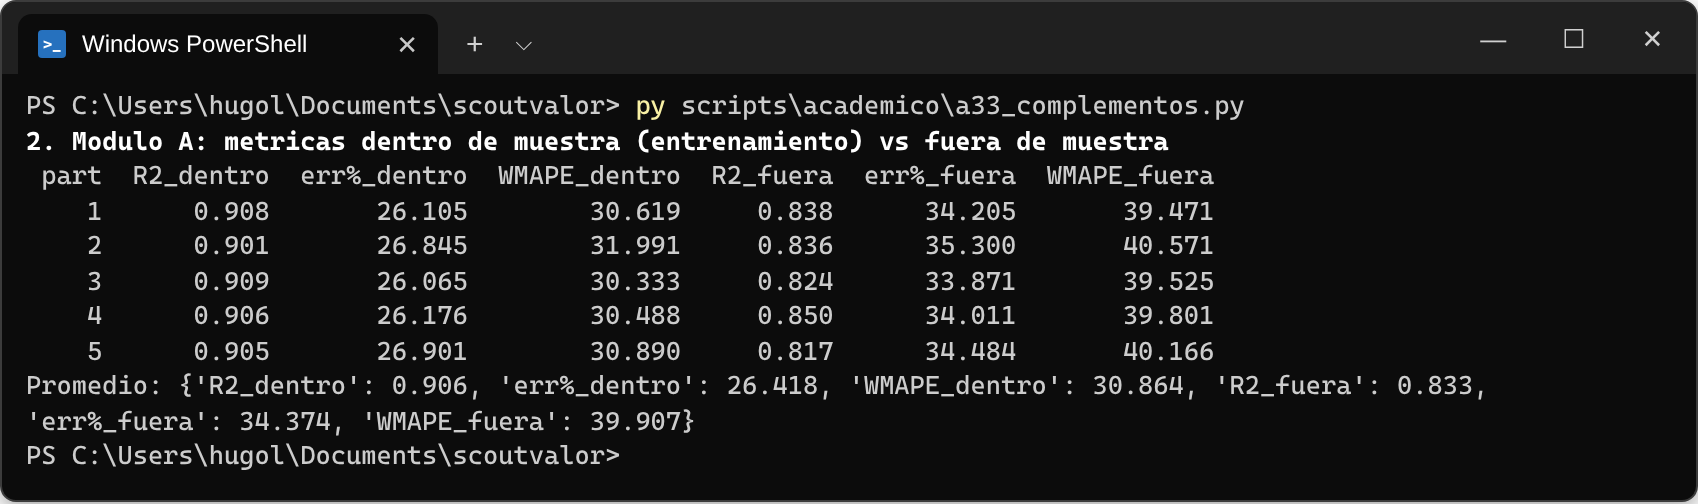 Windows PowerShell
PS C:\Users\hugol\Documents\scoutvalor> py scripts\academico\a33_complementos.py
2. Modulo A: metricas dentro de muestra (entrenamiento) vs fuera de muestra
part R2_dentro err%_dentro WMAPE_dentro R2_fuera err%_fuera WMAPE_fuera
1 0.908 26.105 30.619 0.838 34.205 39.471
2 0.901 26.845 31.991 0.836 35.300 40.571
3 0.909 26.065 30.333 0.824 33.871 39.525
4 0.906 26.176 30.488 0.850 34.011 39.801
5 0.905 26.901 30.890 0.817 34.484 40.166
Promedio: {'R2_dentro': 0.906, 'err%_dentro': 26.418, 'WMAPE_dentro': 30.864, 'R2_fuera': 0.833,
'err%_fuera': 34.374, 'WMAPE_fuera': 39.907}
PS C:\Users\hugol\Documents\scoutvalor>